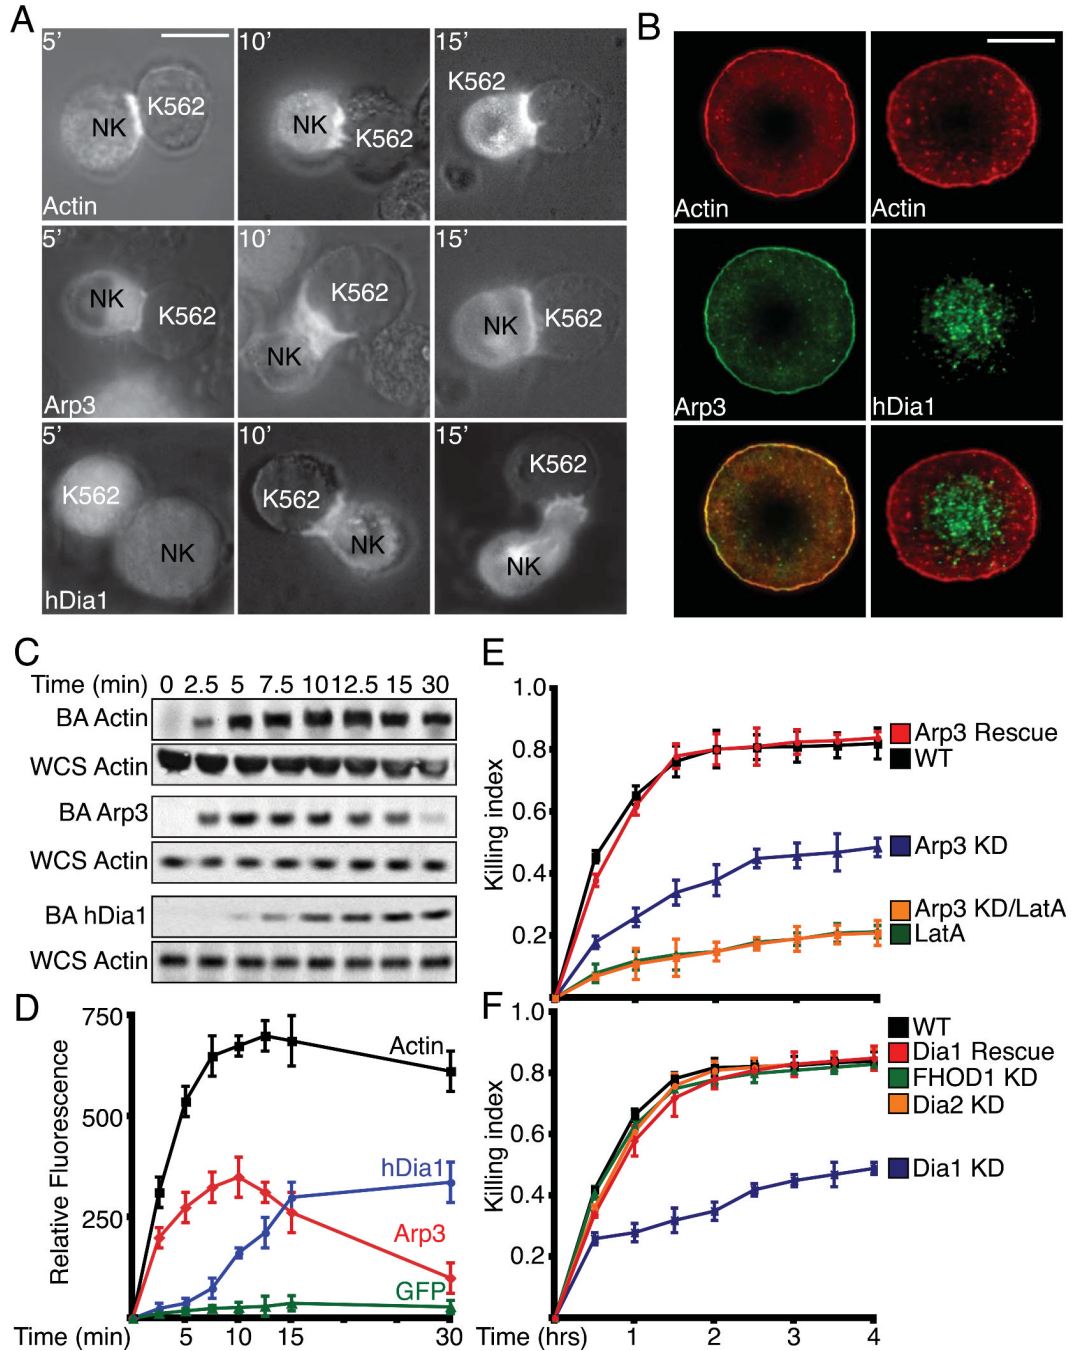 A
5’
10’
15’
NK
K562
NK
K562
K562
NK
Actin
5’
10’
15’
NK
K562
K562
NK
NK
K562
Arp3
5’
10’
15’
K562
NK
K562
NK
K562
NK
hDia1
B
Actin
Actin
Arp3
hDia1
C
Time (min) 0 2.5 5 7.5 10 12.5 15 30
BA Actin
WCS Actin
BA Arp3
WCS Actin
BA hDia1
WCS Actin
D
Relative Fluorescence
750
500
250
Actin
hDia1
Arp3
GFP
Time (min) 5 10 15 30
E
Killing index
1.0
0.8
0.6
0.4
0.2
Arp3 Rescue
WT
Arp3 KD
Arp3 KD/LatA
LatA
F
Killing index
1.0
0.8
0.6
0.4
0.2
WT
Dia1 Rescue
FHOD1 KD
Dia2 KD
Dia1 KD
Time (hrs) 1 2 3 4